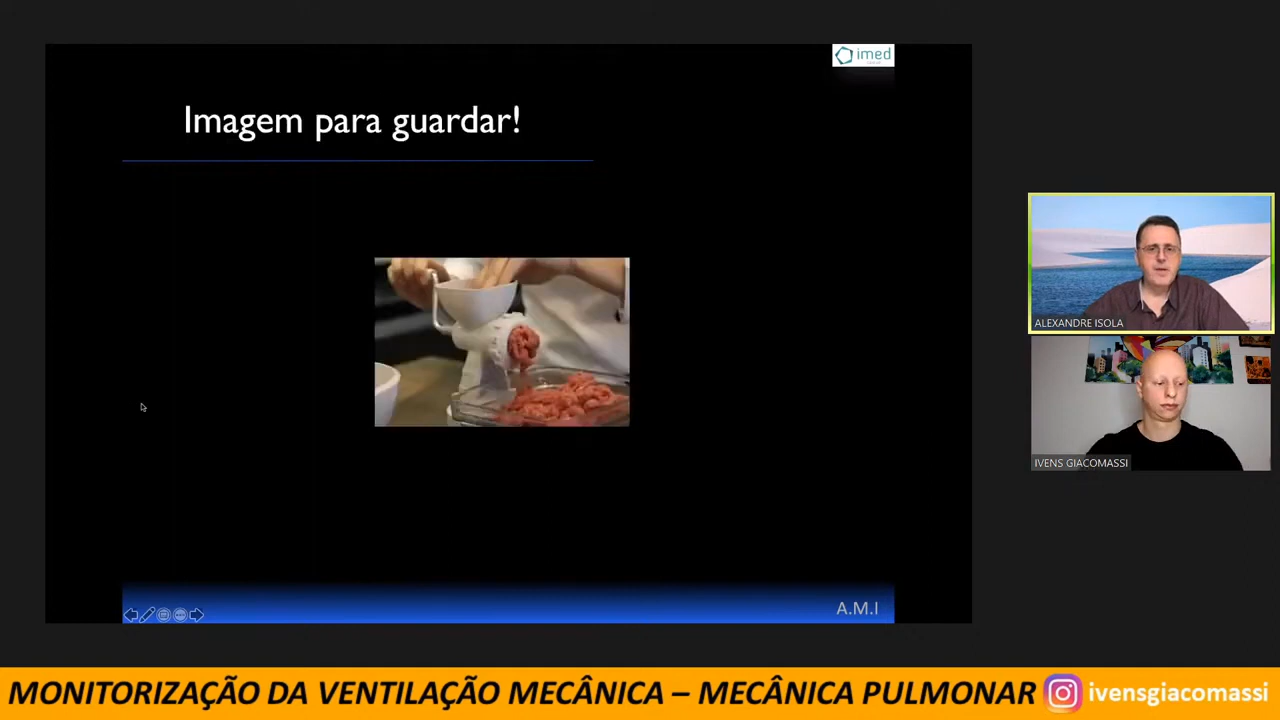 imed
Imagem para guardar!
ALEXANDRE ISOLA
IVENS GIACOMASSI
A.M.I
MONITORIZAÇÃO DA VENTILAÇÃO MECÂNICA – MECÂNICA PULMONAR
ivensgiacomassi